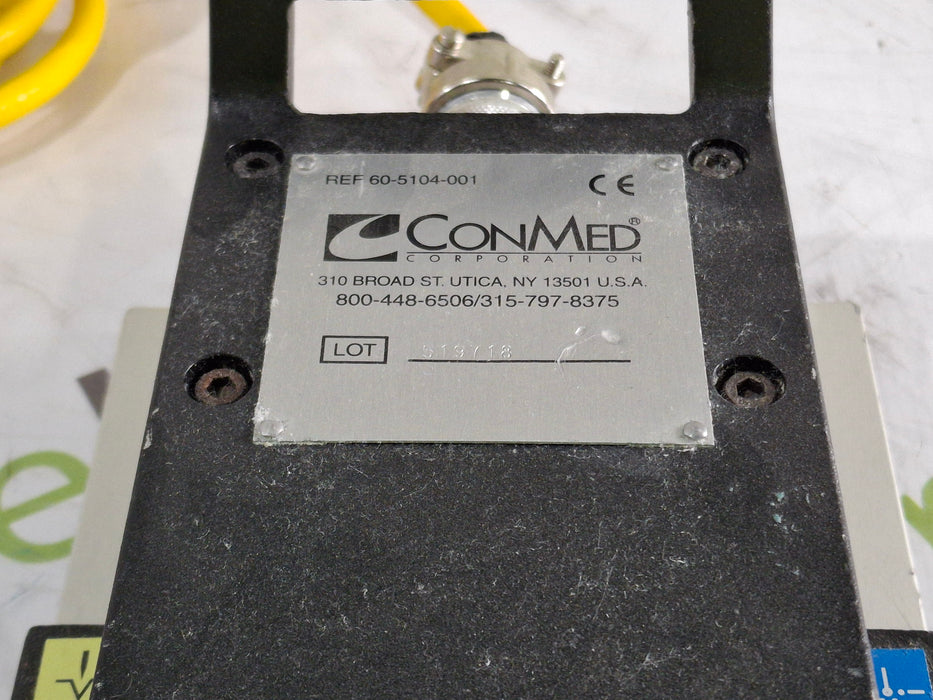 REF 60-5104-001
CE
CONMED®
CORPORATION
310 BROAD ST. UTICA, NY 13501 U.S.A.
800-448-6506/315-797-8375
LOT 519718
e